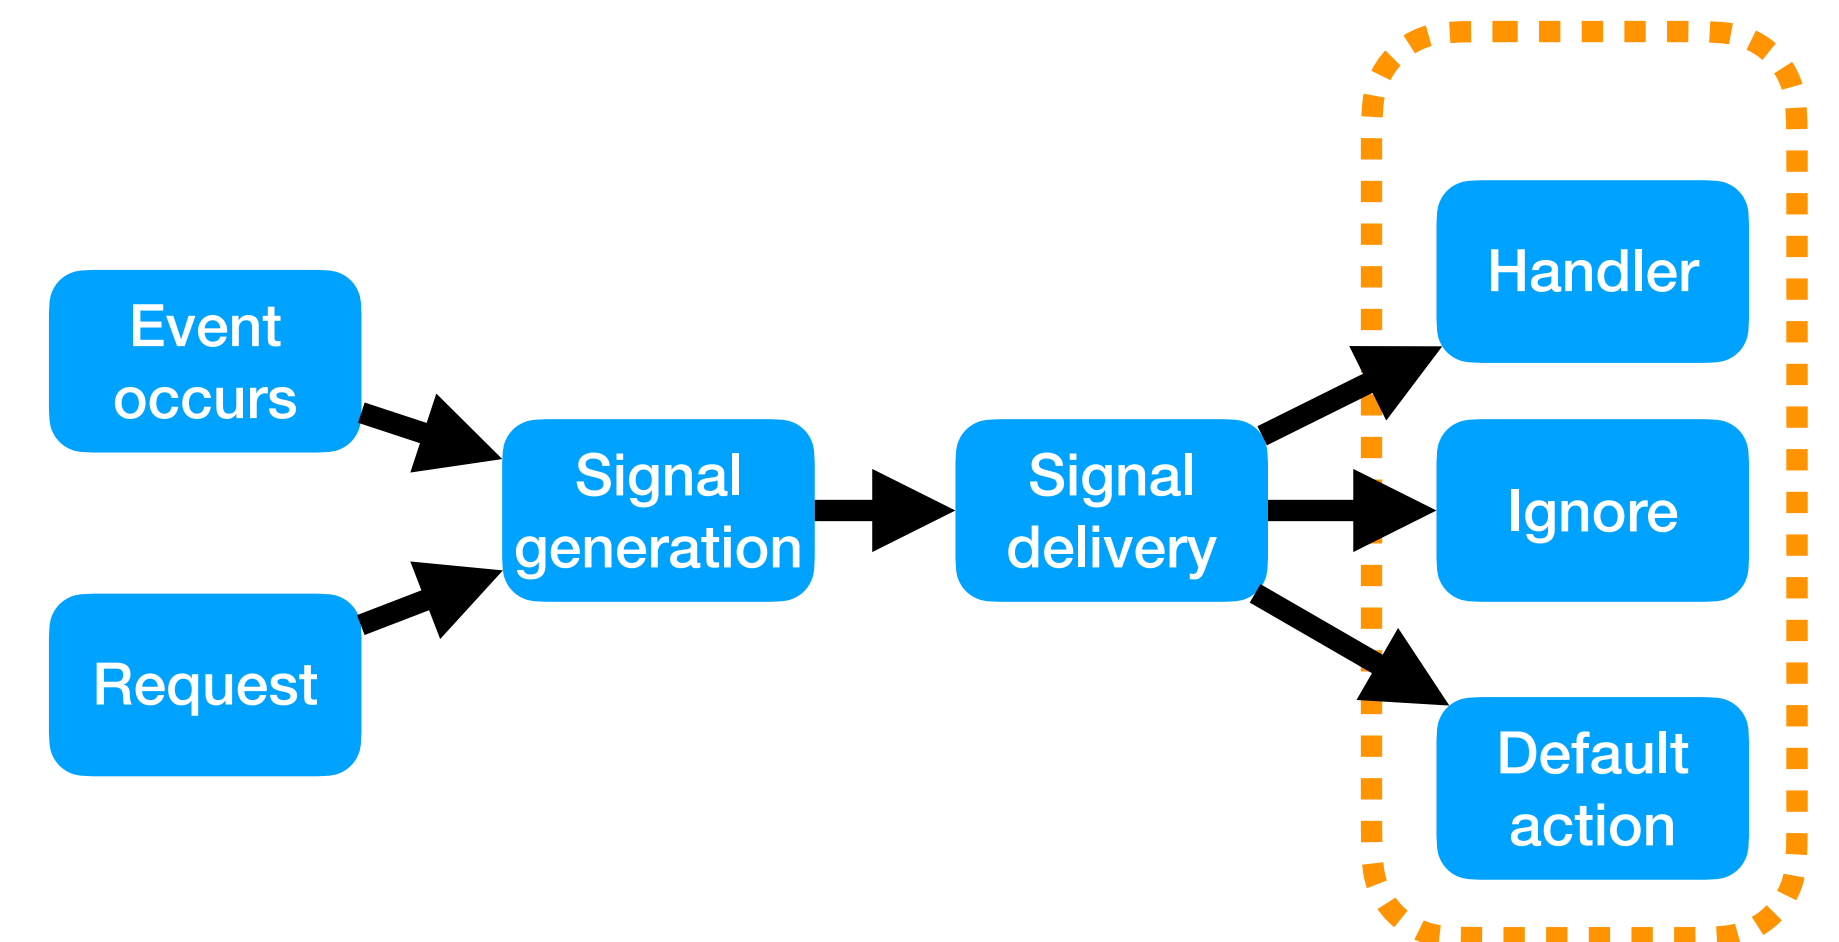 Event
occurs
Request
Signal
generation
Signal
delivery
Handler
Ignore
Default
action